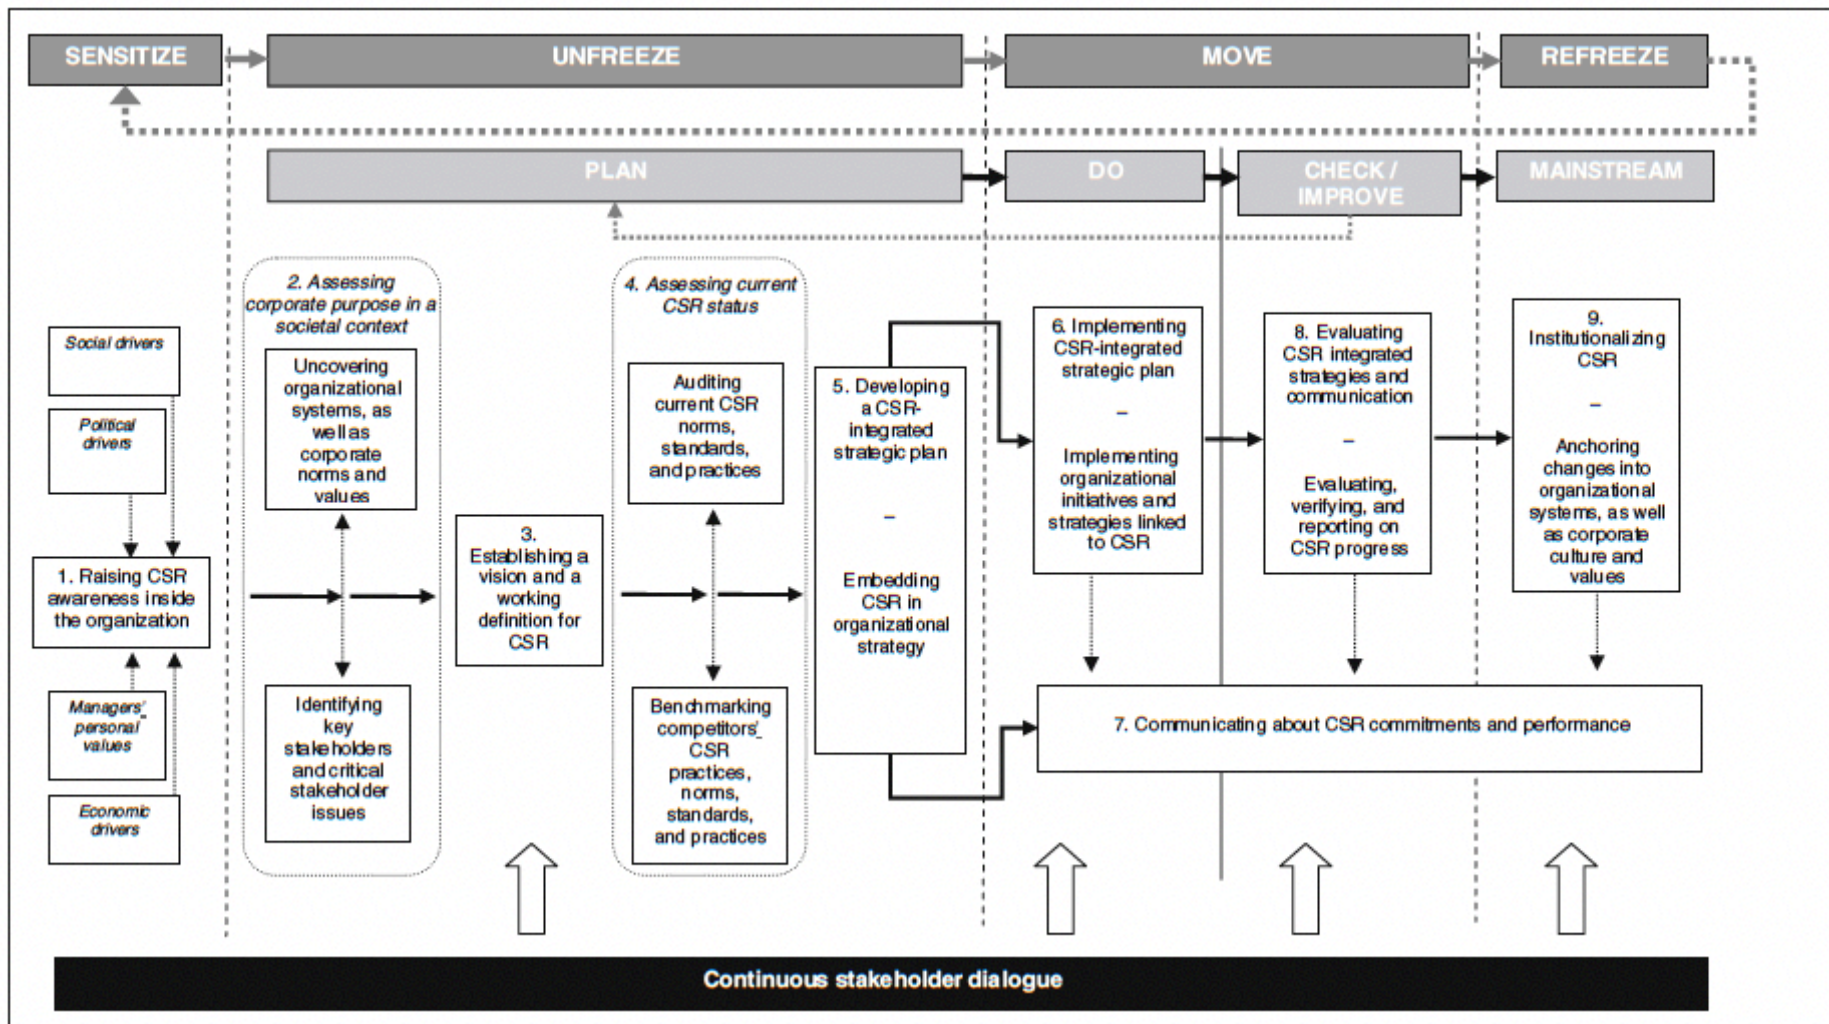 SENSITIZE
UNFREEZE
MOVE
REFREEZE
PLAN
DO
CHECK /
IMPROVE
MAINSTREAM
Social drivers
Political
drivers
1. Raising CSR
awareness inside
the organization
Managers'
personal
values
Economic
drivers
2. Assessing
corporate purpose in a
societal context
Uncovering
organizational
systems, as
well as
corporate
norms and
values
Identifying
key
stakeholders
and critical
stakeholder
issues
3.
Establishing a
vision and a
working
definition for
CSR
4. Assessing current
CSR status
Auditing
current CSR
norms,
standards,
and practices
Benchmarking
competitors'
CSR
practices,
norms,
standards,
and practices
5. Developing
a CSR-
integrated
strategic plan
–
Embedding
CSR in
organizational
strategy
6. Implementing
CSR-integrated
strategic plan
–
Implementing
organizational
initiatives and
strategies linked
to CSR
8. Evaluating
CSR integrated
strategies and
communication
–
Evaluating,
verifying, and
reporting on
CSR progress
9.
Institutionalizing
CSR
–
Anchoring
changes into
organizational
systems, as well
as corporate
culture and
values
7. Communicating about CSR commitments and performance
Continuous stakeholder dialogue